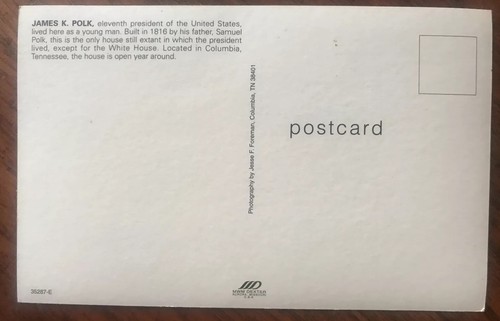 JAMES K. POLK, eleventh president of the United States,
lived here as a young man. Built in 1816 by his father, Samuel
Polk, this is the only house still extant in which the president
lived, except for the White House. Located in Columbia,
Tennessee, the house is open year around.
Photography by Jesse F. Foreman, Columbia, TN 38401
postcard
35287-E